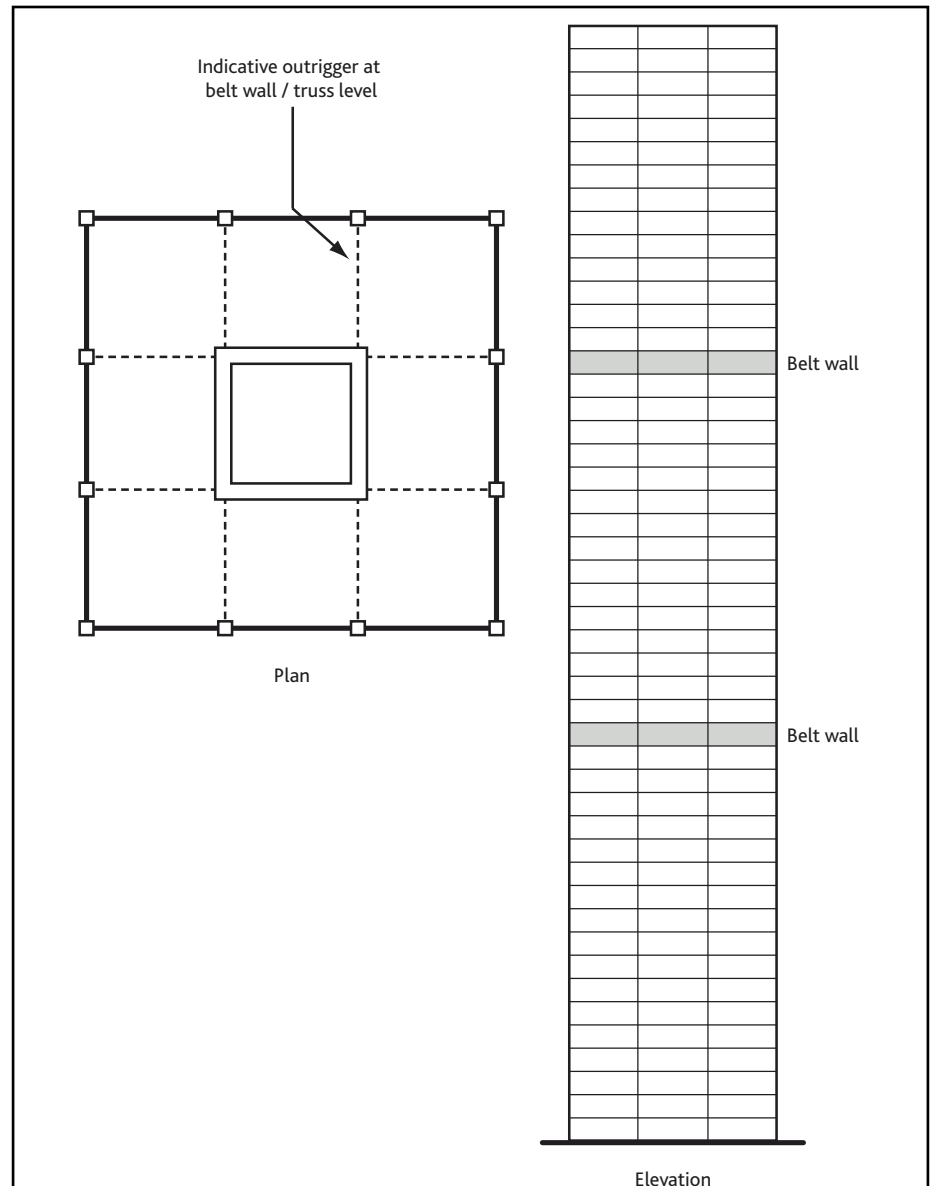 Indicative outrigger at
belt wall / truss level
Plan
Belt wall
Belt wall
Elevation